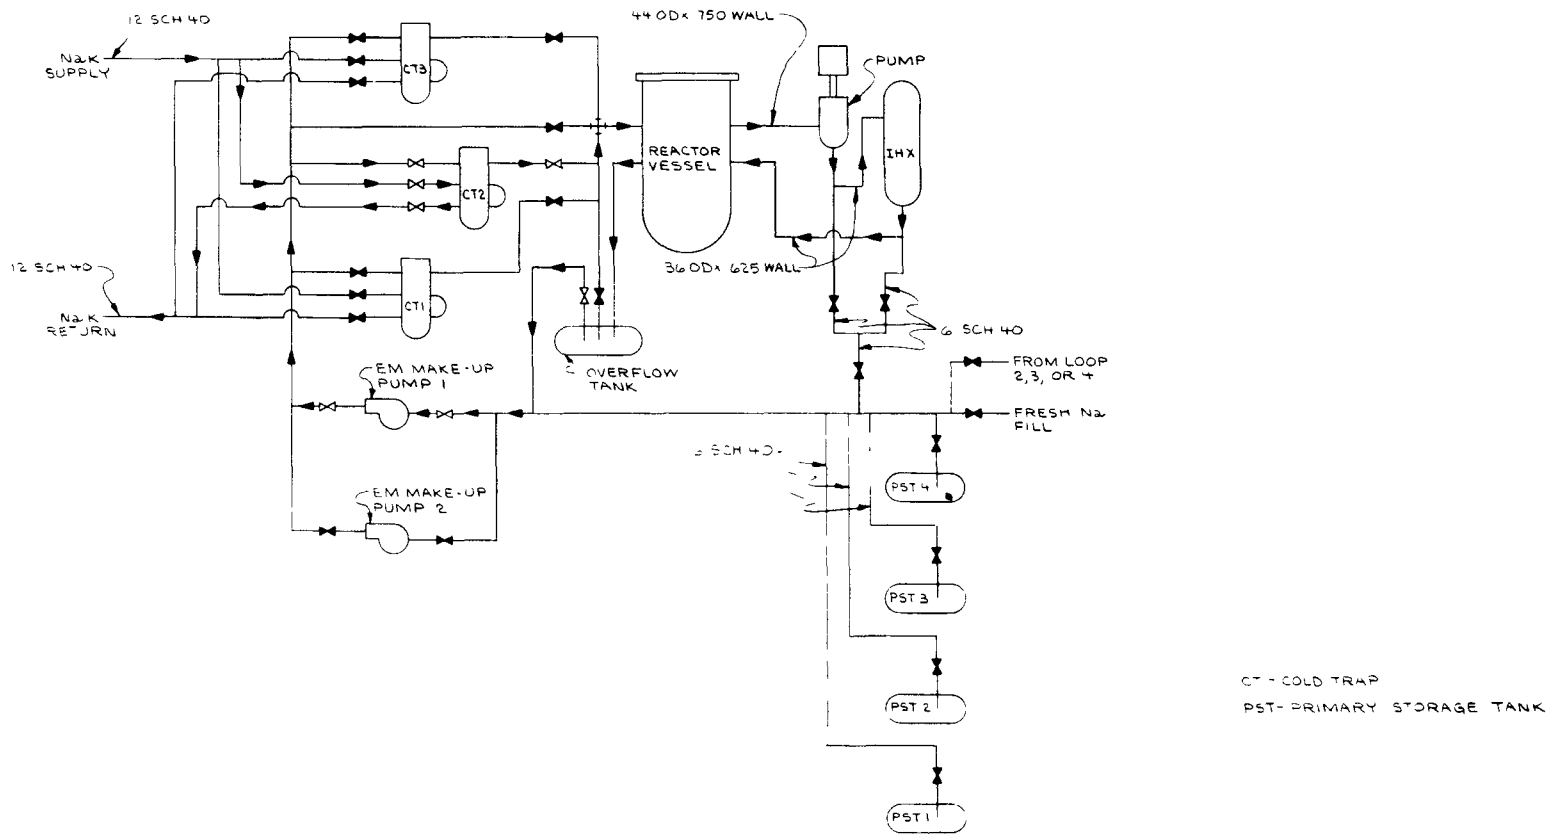 12 SCH 40
44 OD x 750 WALL
NaK
SUPPLY
CT3
PUMP
REACTOR
VESSEL
IHX
CT2
12 SCH 40
36 OD x 625 WALL
CT1
NaK
RETURN
6 SCH 40
EM MAKE-UP
PUMP 1
OVERFLOW
TANK
FROM LOOP
2, 3, OR 4
FRESH Na
FILL
SCH 40
PST 4
EM MAKE-UP
PUMP 2
PST 3
CT - COLD TRAP
PST 2
PST - PRIMARY STORAGE TANK
PST 1